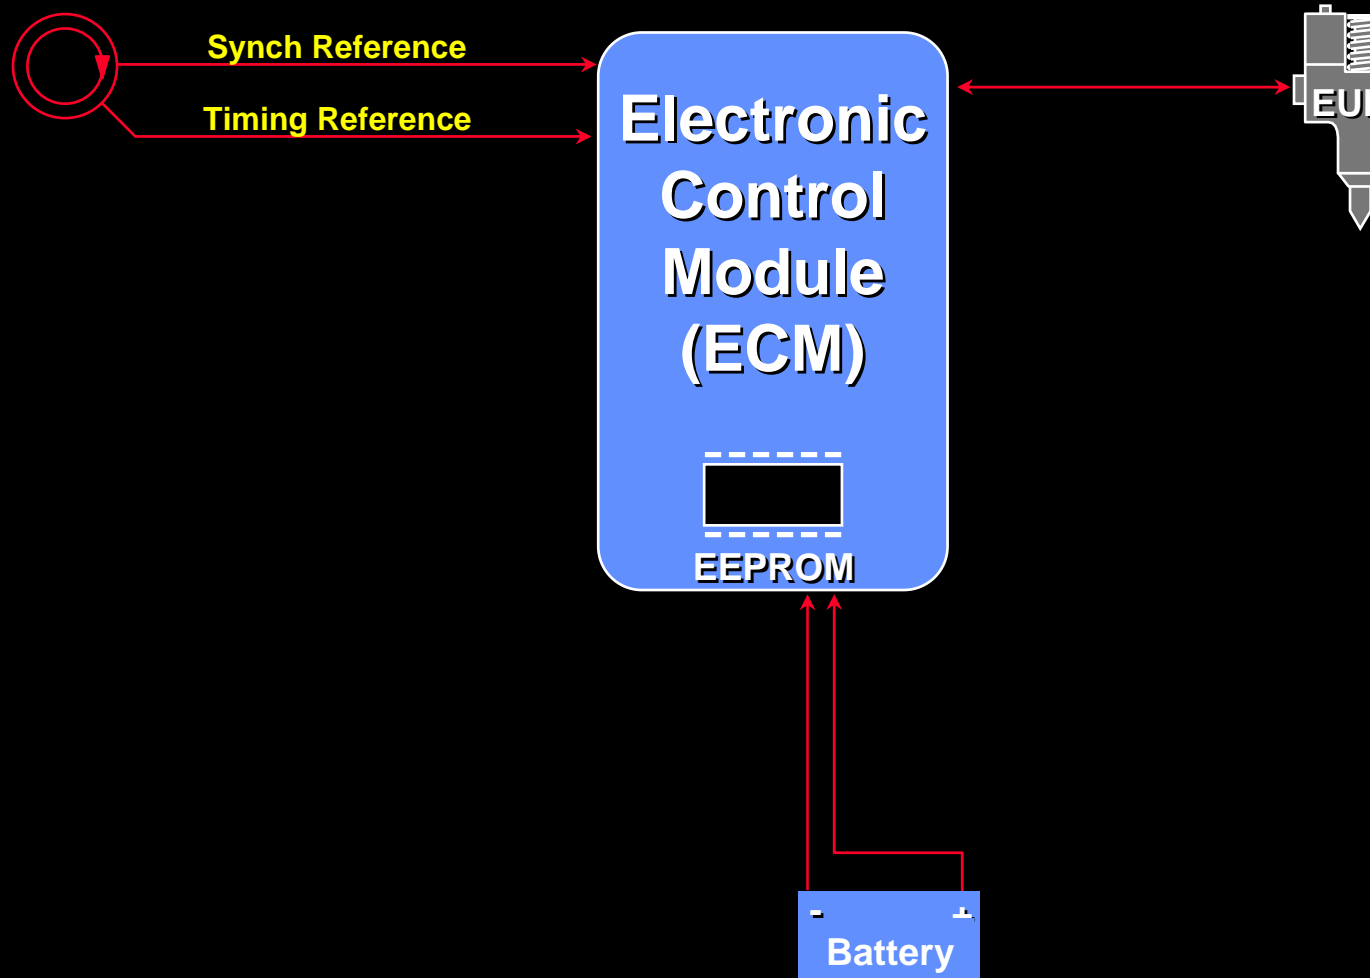 Synch Reference
Timing Reference
Electronic
Control
Module
(ECM)
EEPROM
- +
Battery